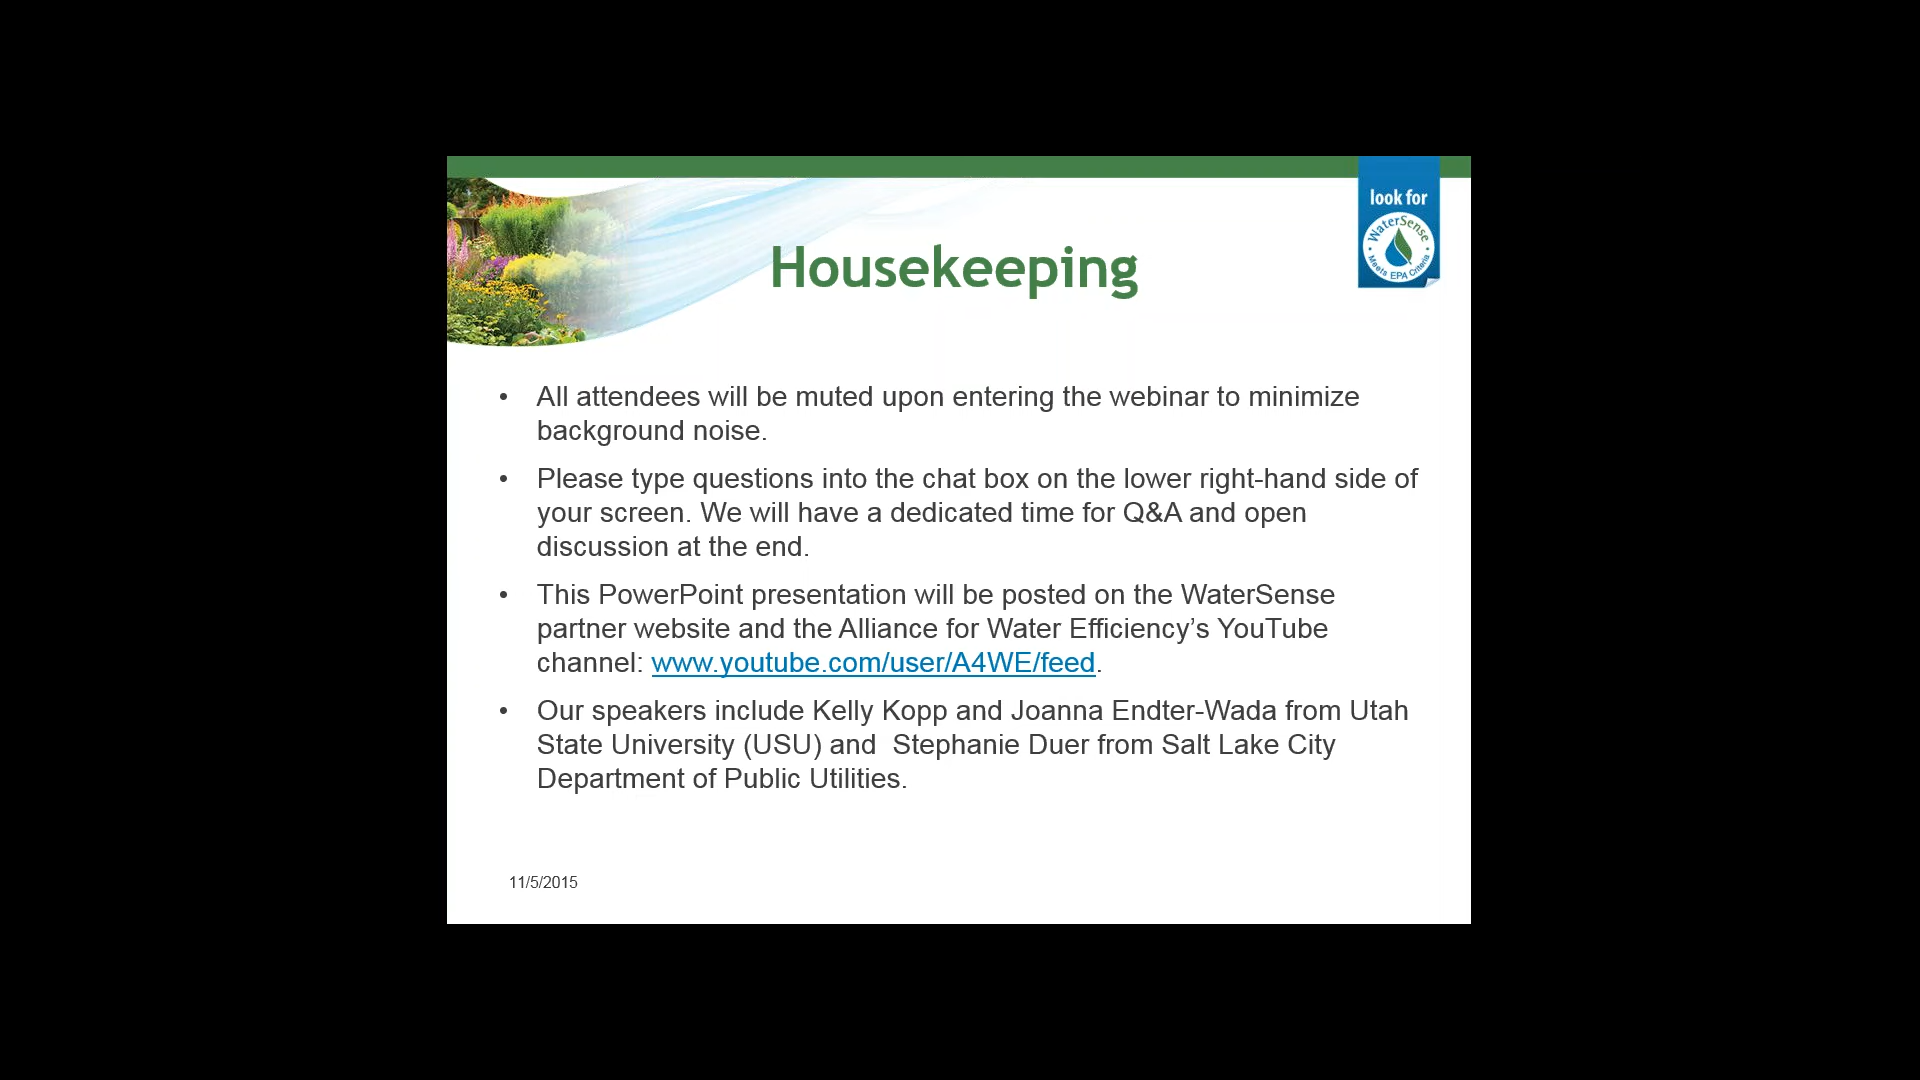 look for
WaterSense
Meets EPA Criteria
Housekeeping
• All attendees will be muted upon entering the webinar to minimize
background noise.
• Please type questions into the chat box on the lower right-hand side of
your screen. We will have a dedicated time for Q&A and open
discussion at the end.
• This PowerPoint presentation will be posted on the WaterSense
partner website and the Alliance for Water Efficiency’s YouTube
channel: www.youtube.com/user/A4WE/feed.
• Our speakers include Kelly Kopp and Joanna Endter-Wada from Utah
State University (USU) and  Stephanie Duer from Salt Lake City
Department of Public Utilities.
11/5/2015